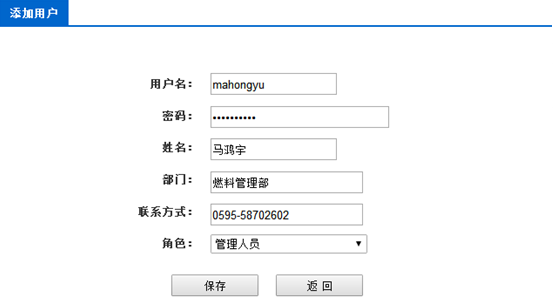 添加用户
用户名： mahongyu
密码： ••••••••••
姓名： 马鸿宇
部门： 燃料管理部
联系方式： 0595-58702602
角色： 管理人员
保存 返 回